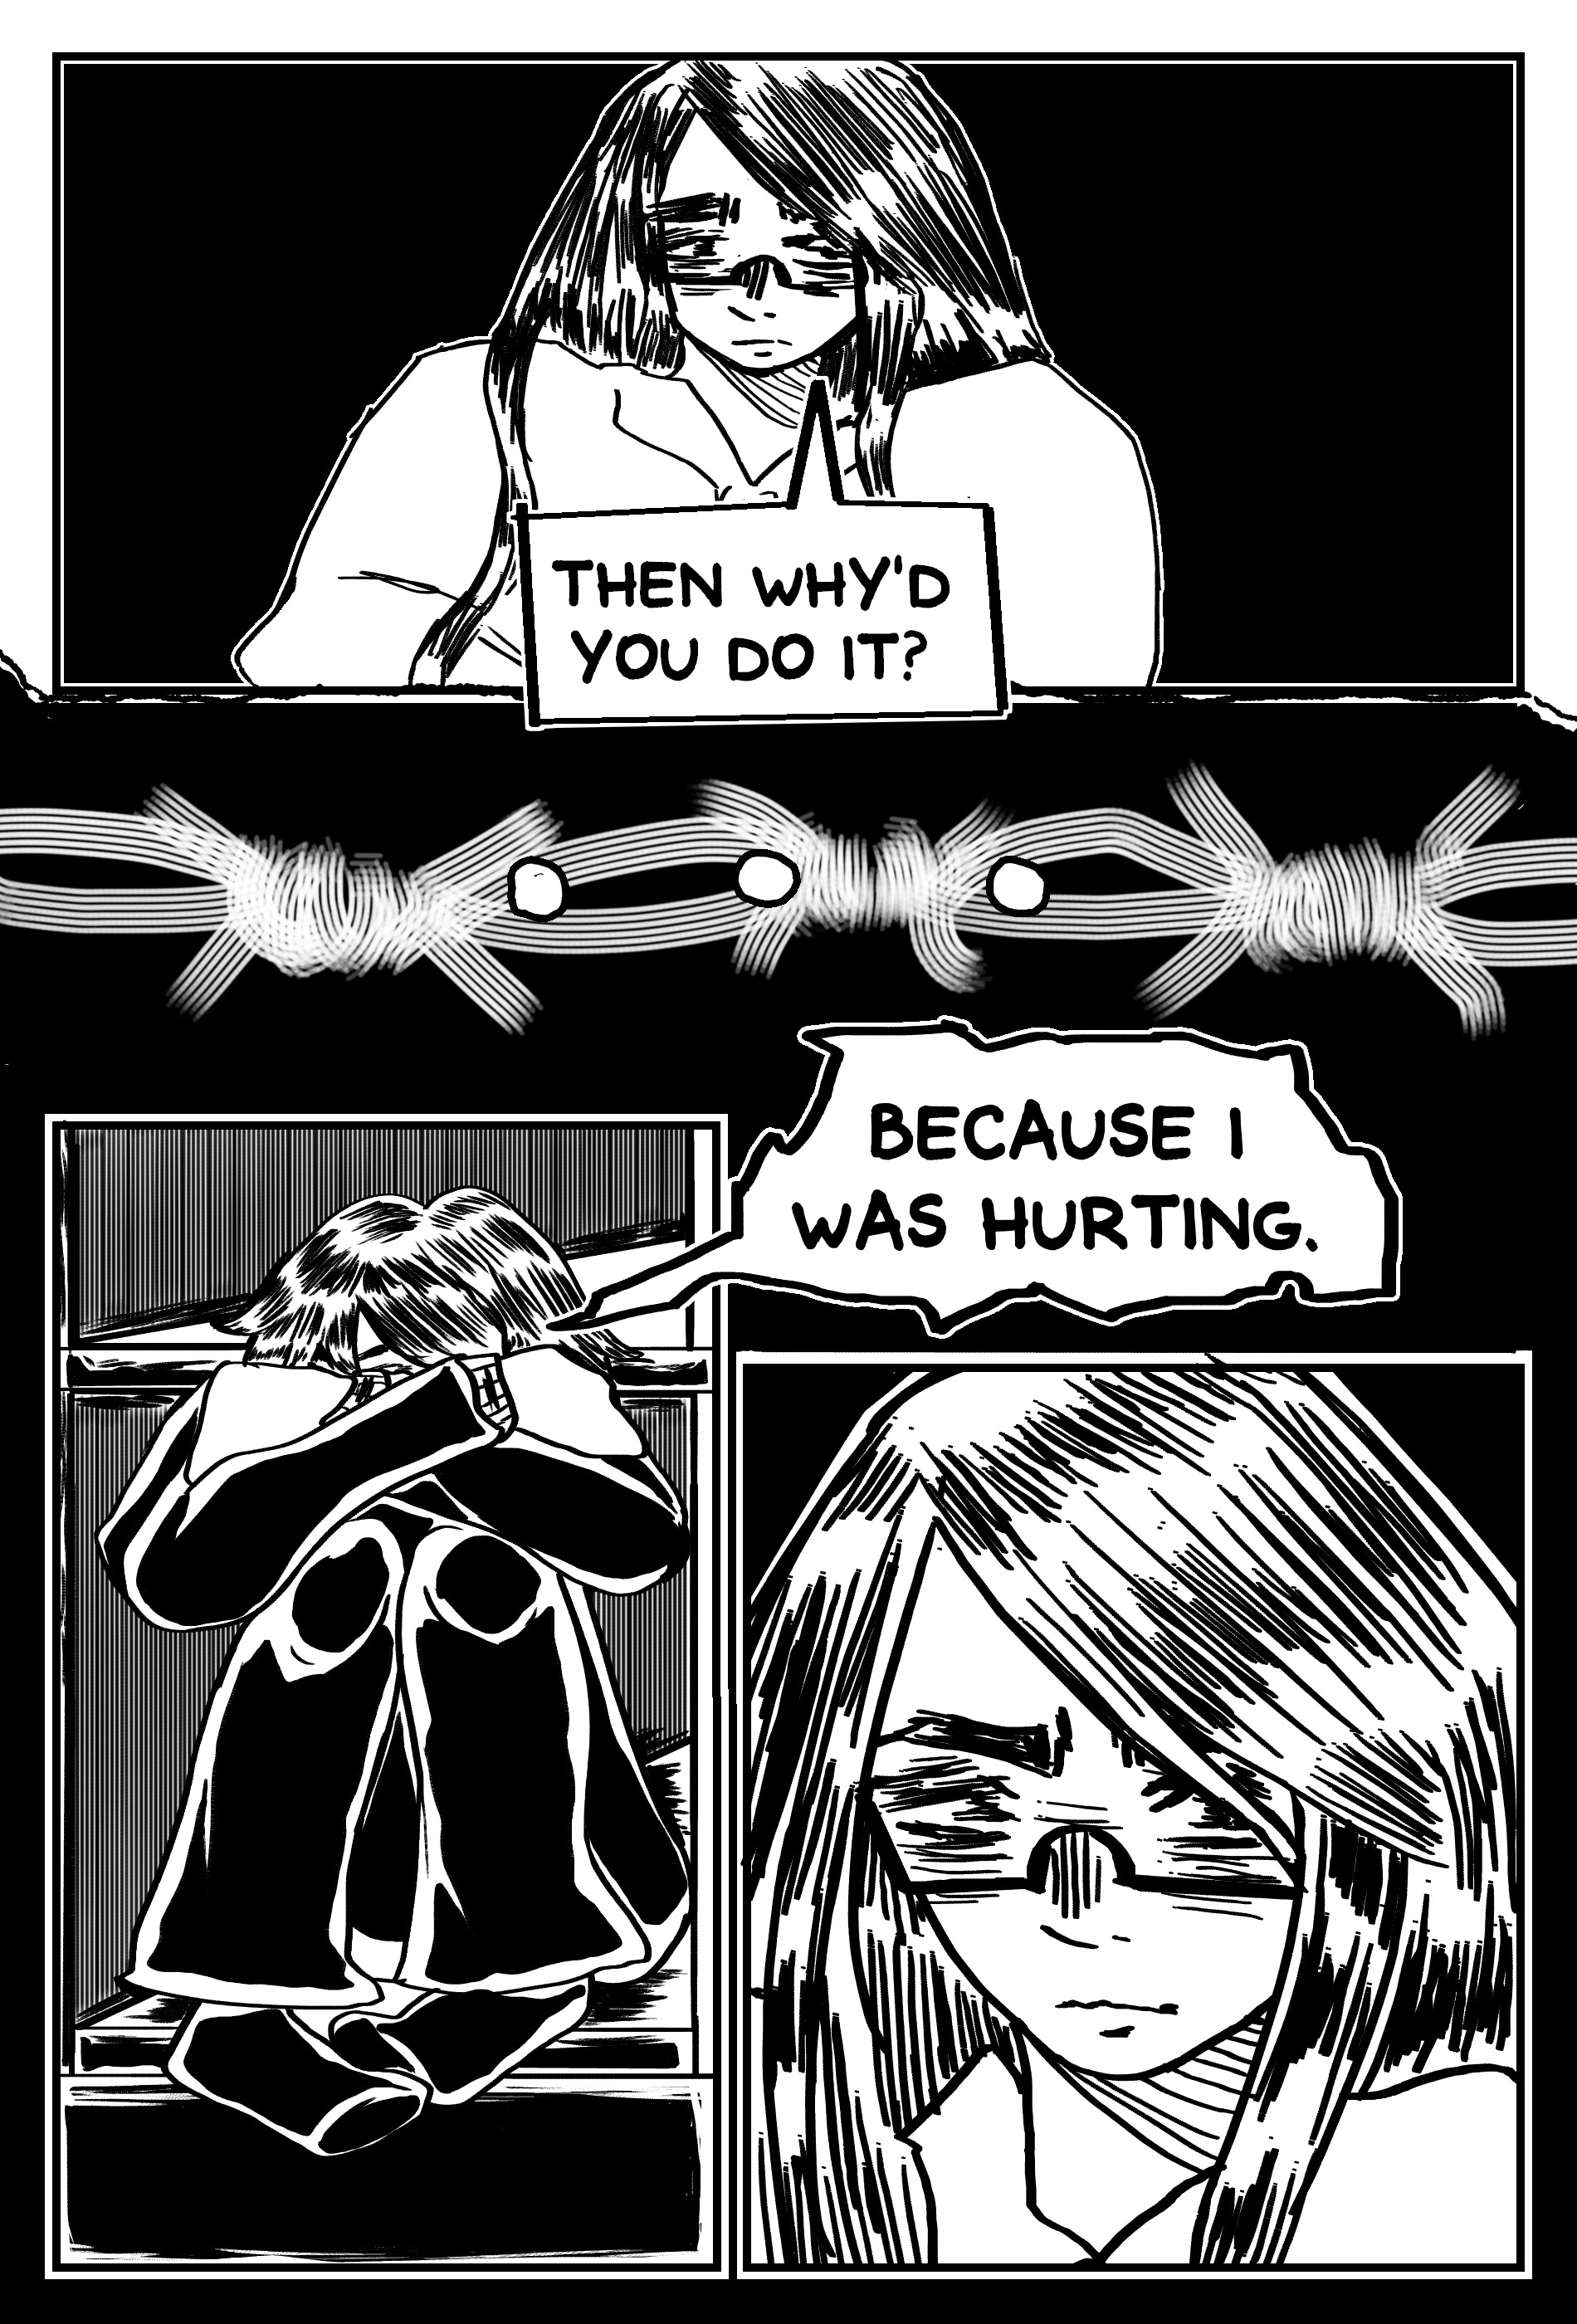 THEN WHY'D
YOU DO IT?
BECAUSE I
WAS HURTING.